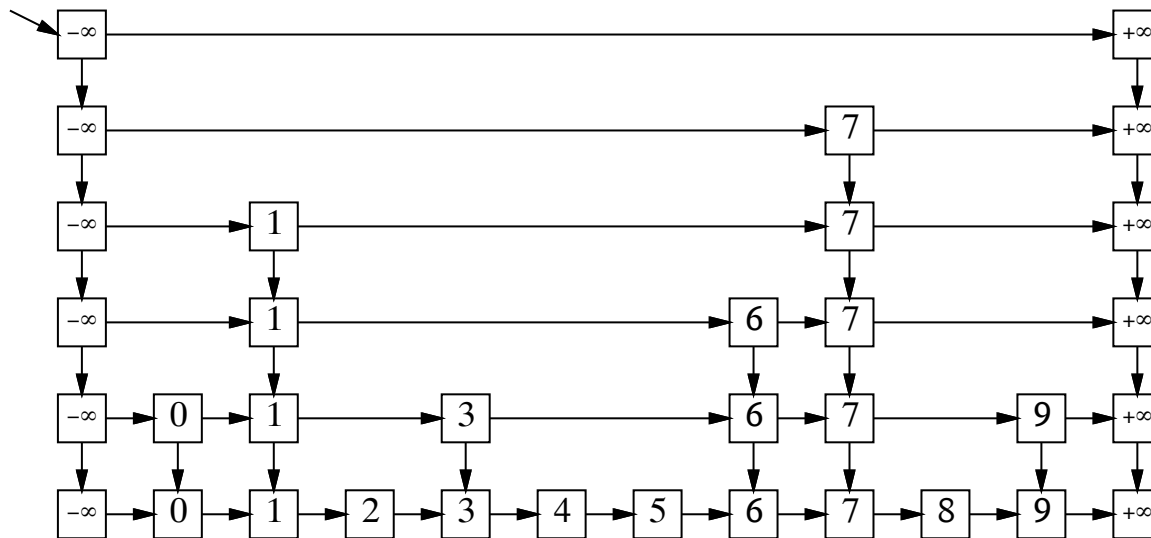 −∞ +∞
−∞ 7 +∞
−∞ 1 7 +∞
−∞ 1 6 7 +∞
−∞ 0 1 3 6 7 9 +∞
−∞ 0 1 2 3 4 5 6 7 8 9 +∞